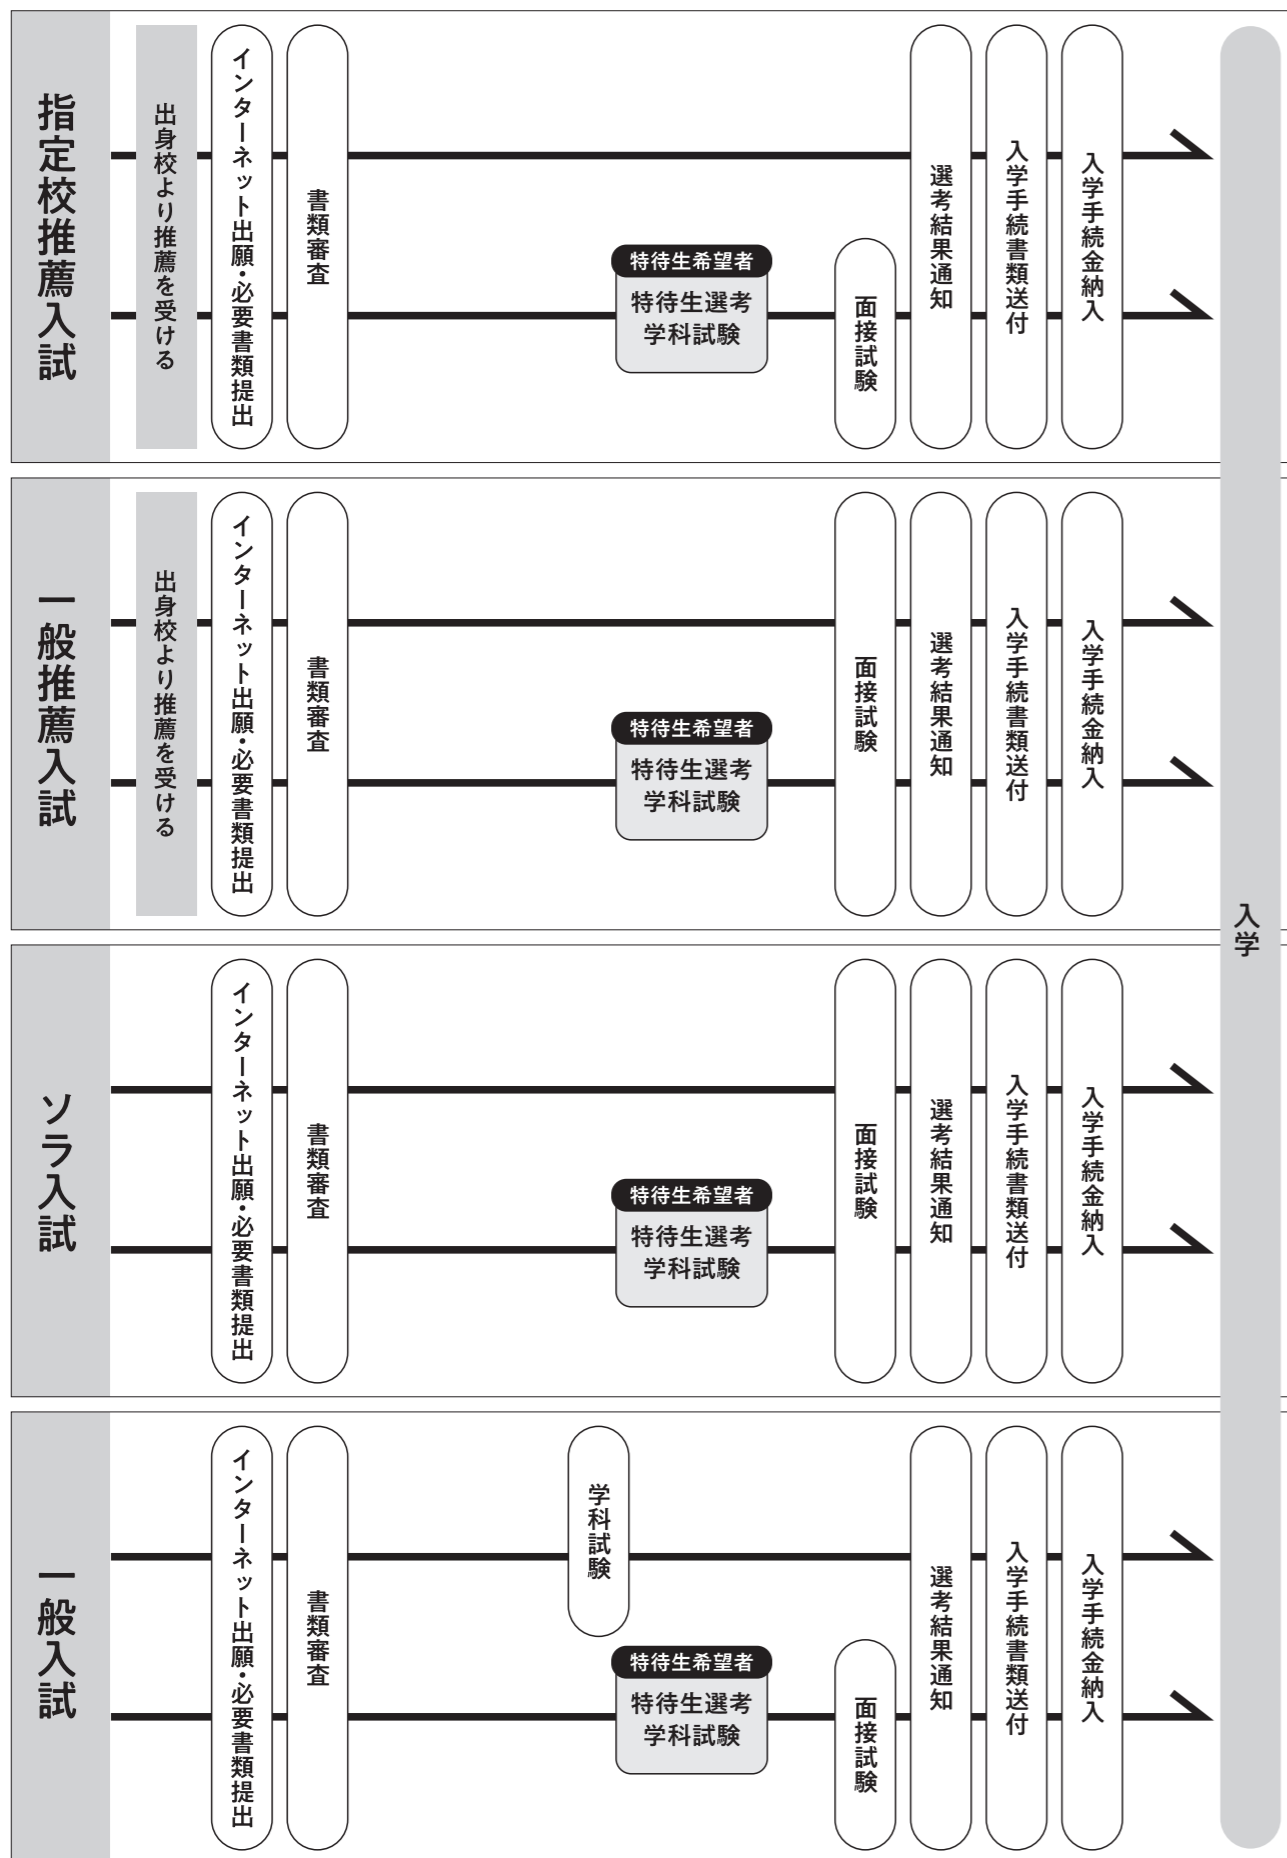 指定校推薦入試
出身校より推薦を受ける
インターネット出願・必要書類提出
書類審査
特待生希望者
特待生選考
学科試験
面接試験
選考結果通知
入学手続書類送付
入学手続金納入
一般推薦入試
出身校より推薦を受ける
インターネット出願・必要書類提出
書類審査
特待生希望者
特待生選考
学科試験
面接試験
選考結果通知
入学手続書類送付
入学手続金納入
ソラ入試
インターネット出願・必要書類提出
書類審査
特待生希望者
特待生選考
学科試験
面接試験
選考結果通知
入学手続書類送付
入学手続金納入
一般入試
インターネット出願・必要書類提出
書類審査
学科試験
特待生希望者
特待生選考
学科試験
面接試験
選考結果通知
入学手続書類送付
入学手続金納入
入学